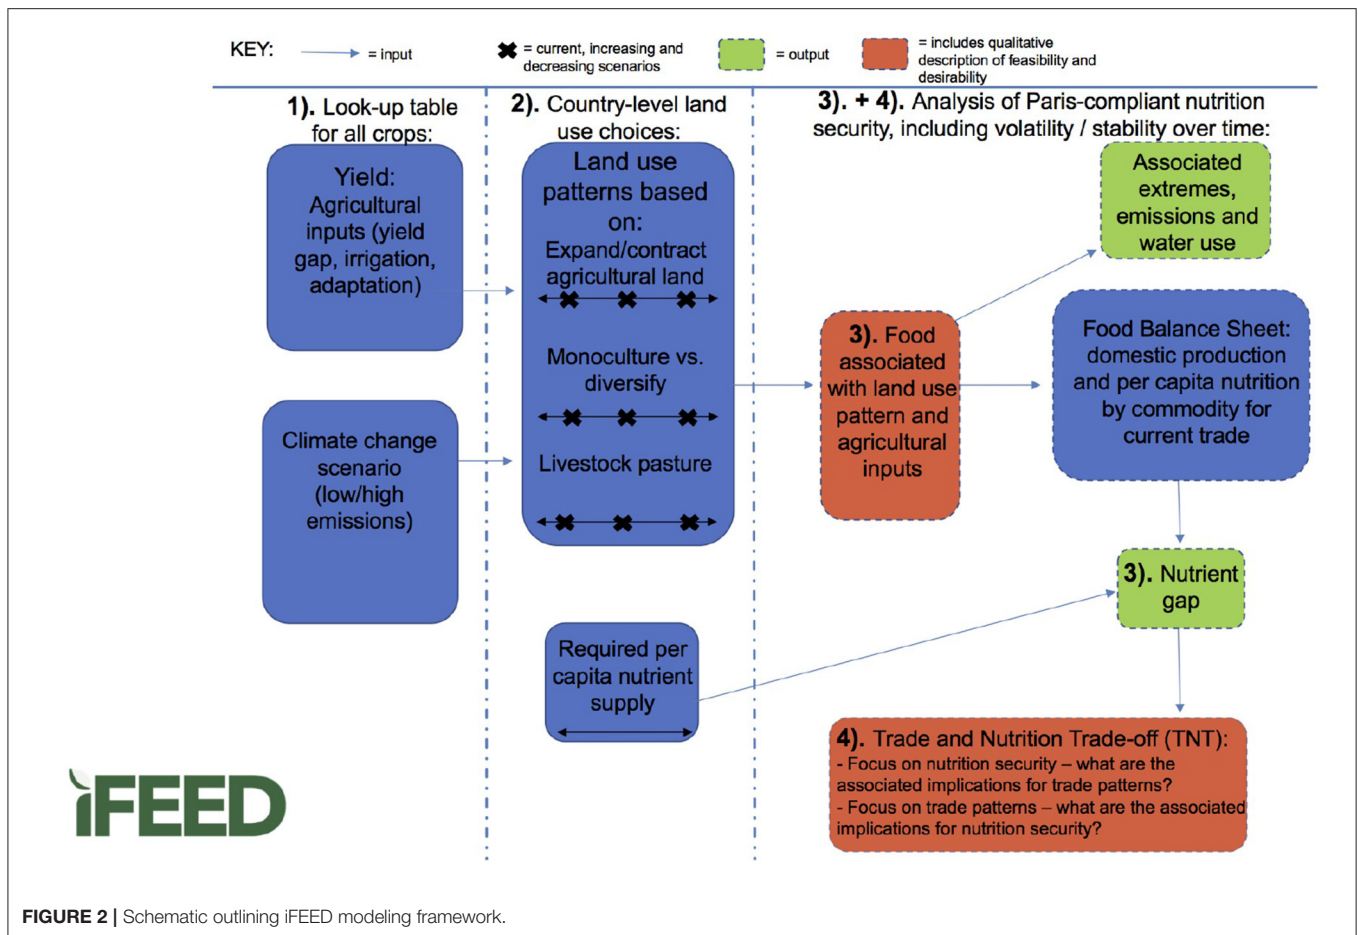 KEY:
= input
= current, increasing and
decreasing scenarios
= output
= includes qualitative
description of feasibility and
desirability
1). Look-up table
for all crops:
2). Country-level land
use choices:
3). + 4). Analysis of Paris-compliant nutrition
security, including volatility / stability over time:
Yield:
Agricultural
inputs (yield
gap, irrigation,
adaptation)
Climate change
scenario
(low/high
emissions)
Land use
patterns based
on:
Expand/contract
agricultural land
Monoculture vs.
diversify
Livestock pasture
Required per
capita nutrient
supply
3). Food
associated
with land use
pattern and
agricultural
inputs
Associated
extremes,
emissions and
water use
Food Balance Sheet:
domestic production
and per capita nutrition
by commodity for
current trade
3). Nutrient
gap
4). Trade and Nutrition Trade-off (TNT):
- Focus on nutrition security – what are the
associated implications for trade patterns?
- Focus on trade patterns – what are the associated
implications for nutrition security?
iFEED
FIGURE 2 | Schematic outlining iFEED modeling framework.